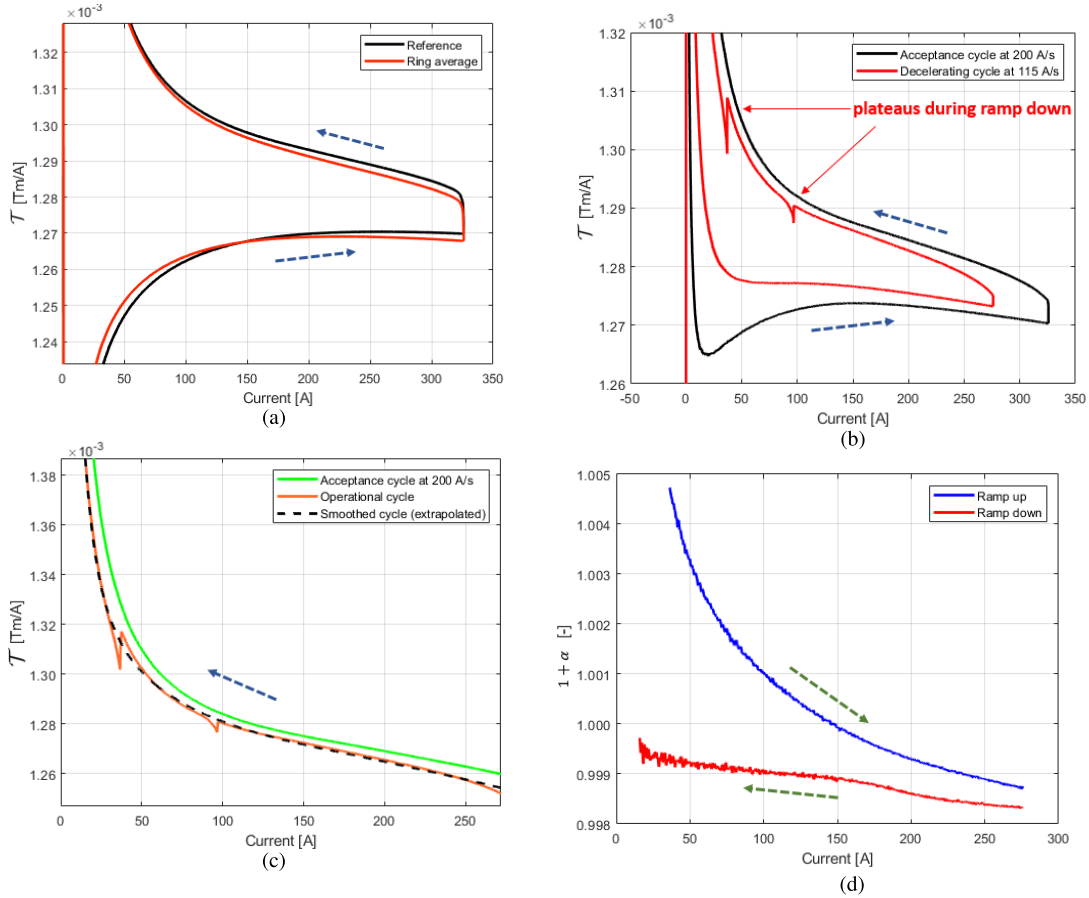 × 10⁻³
1.32
1.31
1.30
1.29
1.28
1.27
1.26
1.25
1.24
𝒯 [Tm/A]
Reference
Ring average
0 50 100 150 200 250 300 350
Current [A]
(a)
× 10⁻³
1.32
1.31
1.30
1.29
1.28
1.27
1.26
𝒯 [Tm/A]
Acceptance cycle at 200 A/s
Decelerating cycle at 115 A/s
plateaus during ramp down
-50 0 50 100 150 200 250 300 350
Current [A]
(b)
×10⁻³
1.38
1.36
1.34
1.32
1.30
1.28
1.26
𝒯 [Tm/A]
Acceptance cycle at 200 A/s
Operational cycle
Smoothed cycle (extrapolated)
0 50 100 150 200 250
Current [A]
(c)
1.005
1.004
1.003
1.002
1.001
1.000
0.999
0.998
1 + α [-]
Ramp up
Ramp down
0 50 100 150 200 250 300
Current [A]
(d)